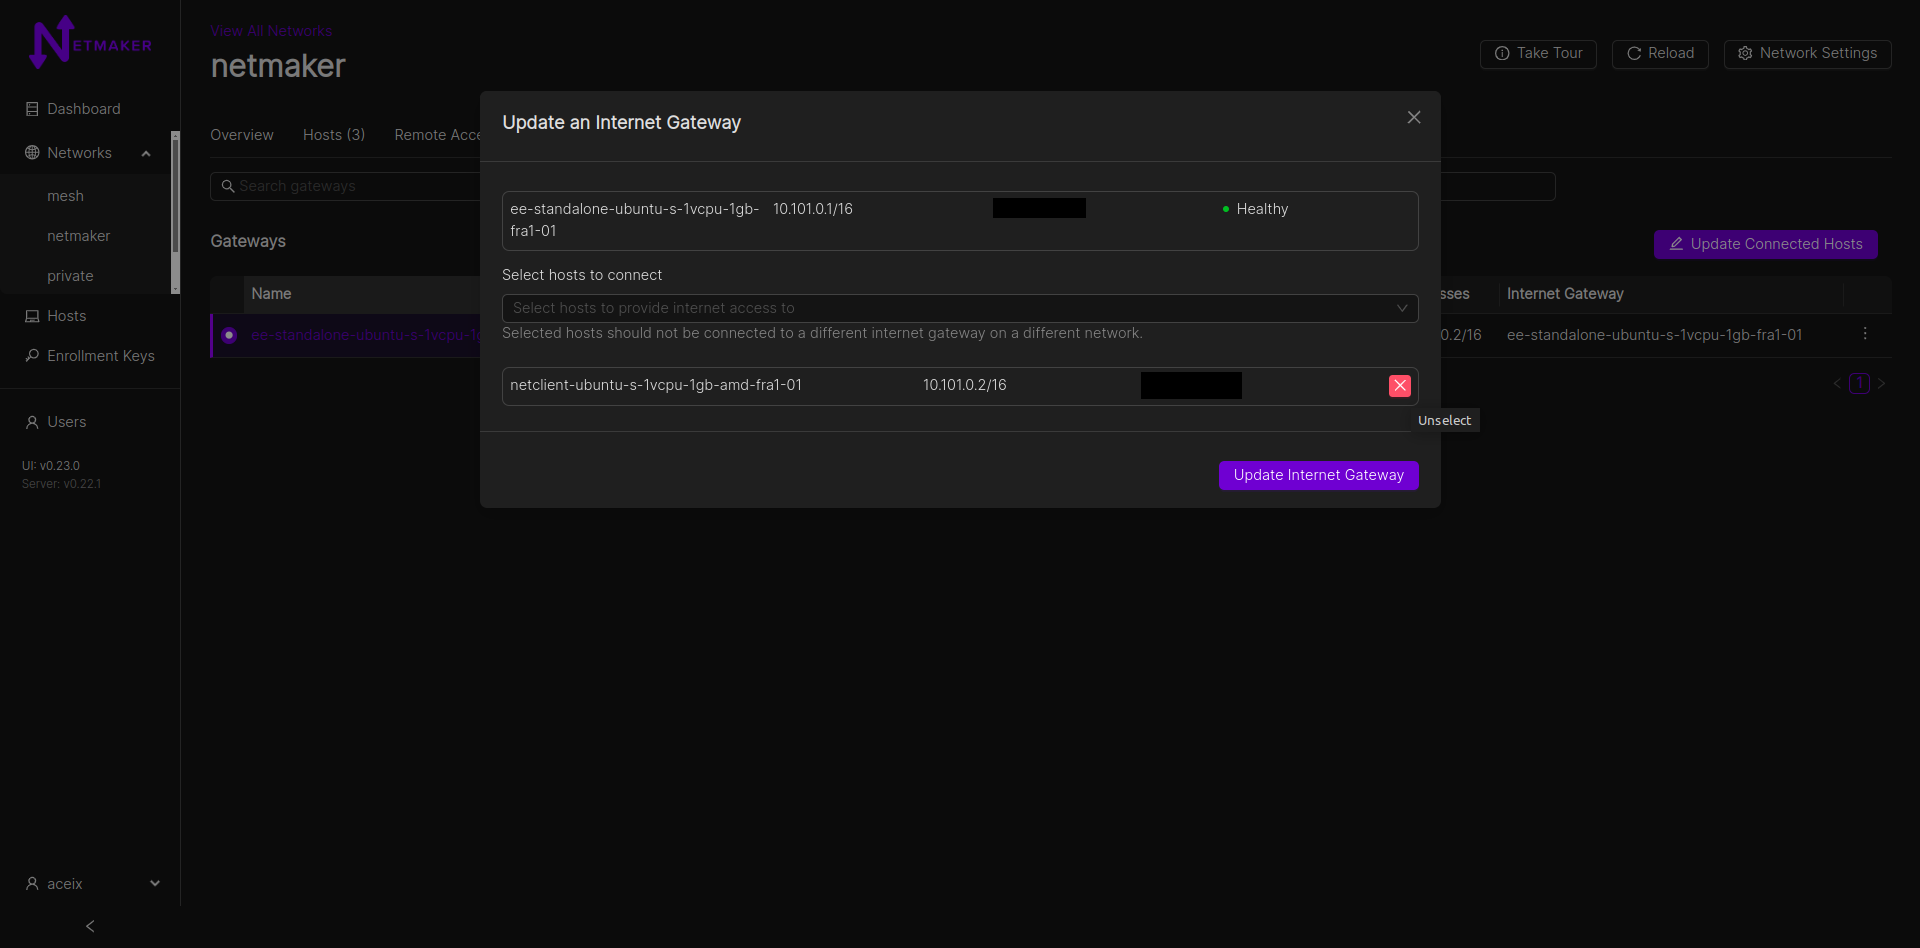 NETMAKER
Dashboard
Networks
mesh
netmaker
private
Hosts
Enrollment Keys
Users
UI: v0.23.0
Server: v0.22.1
aceix
View All Networks
netmaker
Take Tour
Reload
Network Settings
Overview
Hosts (3)
Remote Acce
Search gateways
Gateways
Update Connected Hosts
Name
sses
Internet Gateway
ee-standalone-ubuntu-s-1vcpu-1g
0.2/16
ee-standalone-ubuntu-s-1vcpu-1gb-fra1-01
1
Update an Internet Gateway
ee-standalone-ubuntu-s-1vcpu-1gb- 10.101.0.1/16 Healthy
fra1-01
Select hosts to connect
Select hosts to provide internet access to
Selected hosts should not be connected to a different internet gateway on a different network.
netclient-ubuntu-s-1vcpu-1gb-amd-fra1-01 10.101.0.2/16
Unselect
Update Internet Gateway